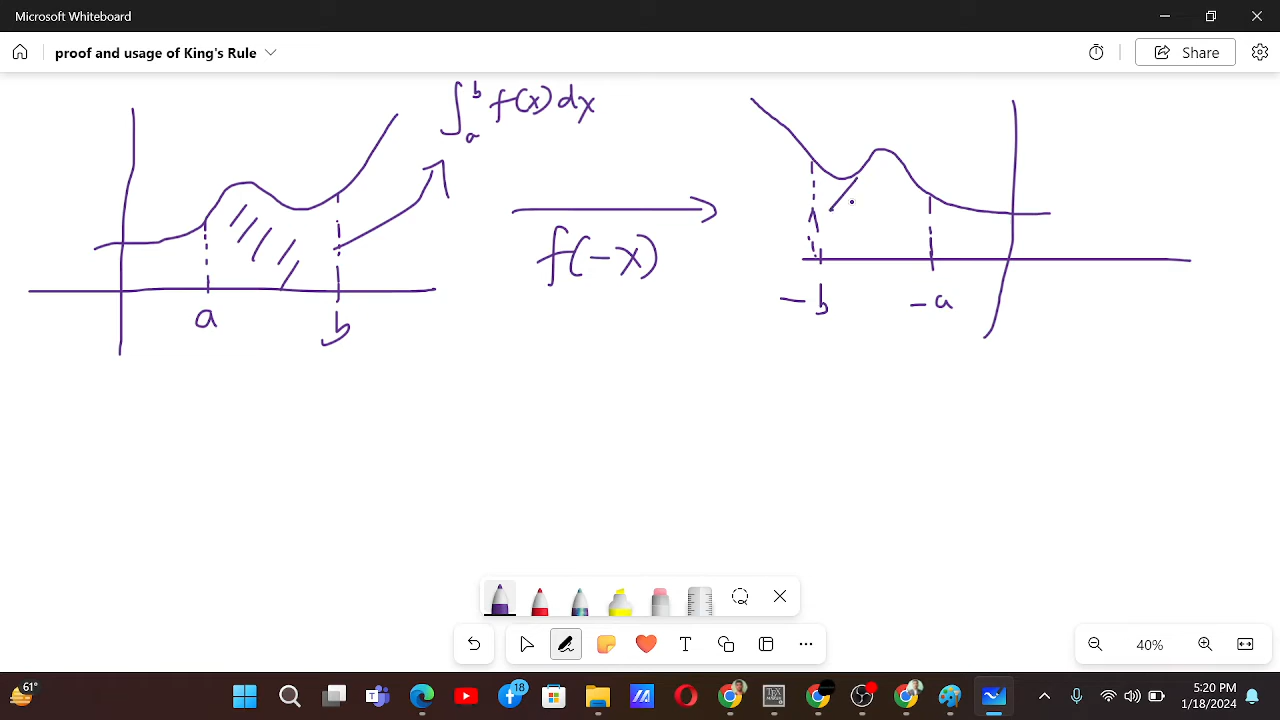 Microsoft Whiteboard
proof and usage of King's Rule
Share
∫_a^b f(x) dx
f(-x)
a
b
-b
-a
40%
61°
18
5:20 PM
1/18/2024